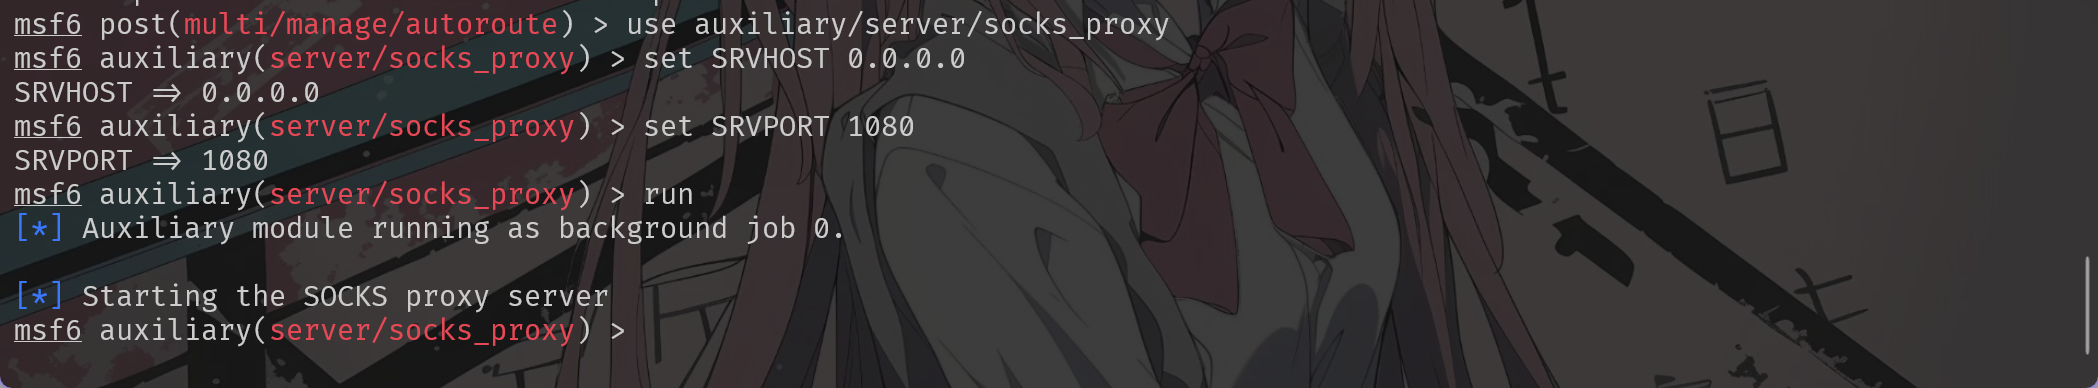 msf6 post(multi/manage/autoroute) > use auxiliary/server/socks_proxy
msf6 auxiliary(server/socks_proxy) > set SRVHOST 0.0.0.0
SRVHOST => 0.0.0.0
msf6 auxiliary(server/socks_proxy) > set SRVPORT 1080
SRVPORT => 1080
msf6 auxiliary(server/socks_proxy) > run
[*] Auxiliary module running as background job 0.
[*] Starting the SOCKS proxy server
msf6 auxiliary(server/socks_proxy) >